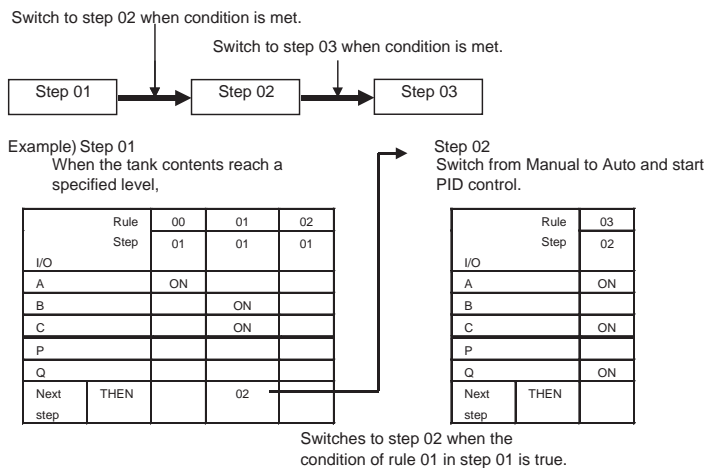 Switch to step 02 when condition is met.
Switch to step 03 when condition is met.
Step 01
Step 02
Step 03
Example) Step 01
When the tank contents reach a
specified level,
Step 02
Switch from Manual to Auto and start
PID control.
Rule 00 01 02
Step 01 01 01
I/O
A ON
B ON
C ON
P
Q
Next THEN 02
step
Rule 03
Step 02
I/O
A ON
B
C ON
P
Q ON
Next THEN
step
Switches to step 02 when the
condition of rule 01 in step 01 is true.